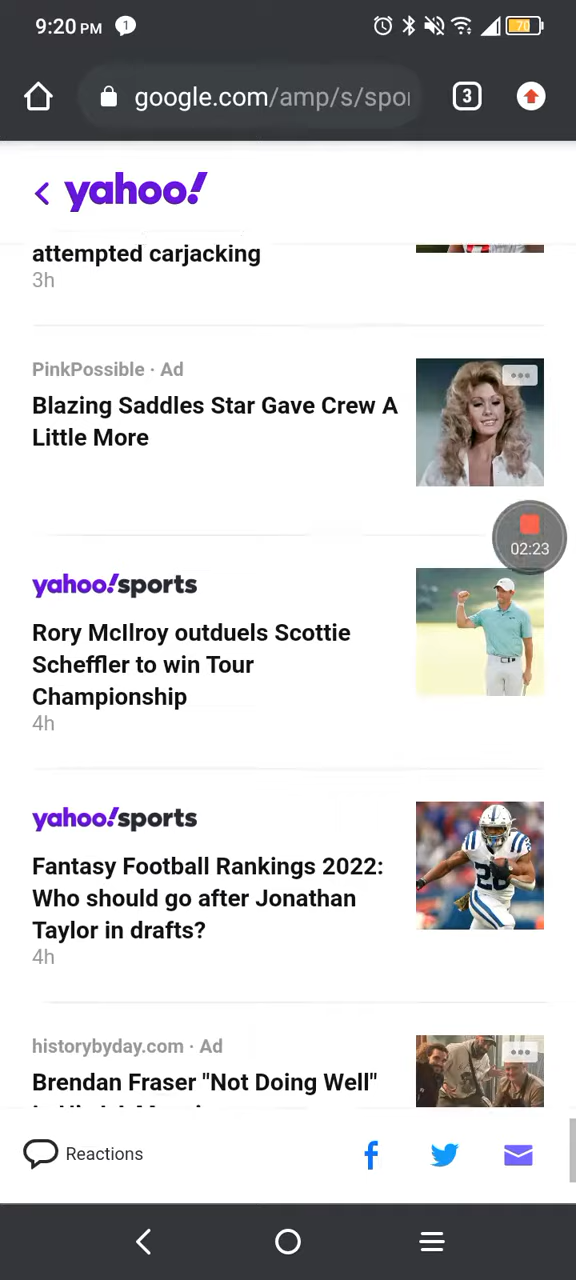 9:20 PM 1 70
google.com/amp/s/spor
3
yahoo!
attempted carjacking
3h
PinkPossible · Ad
Blazing Saddles Star Gave Crew A
Little More
02:23
yahoo!sports
Rory McIlroy outduels Scottie
Scheffler to win Tour
Championship
4h
yahoo!sports
Fantasy Football Rankings 2022:
Who should go after Jonathan
Taylor in drafts?
4h
historybyday.com · Ad
Brendan Fraser "Not Doing Well"
Reactions